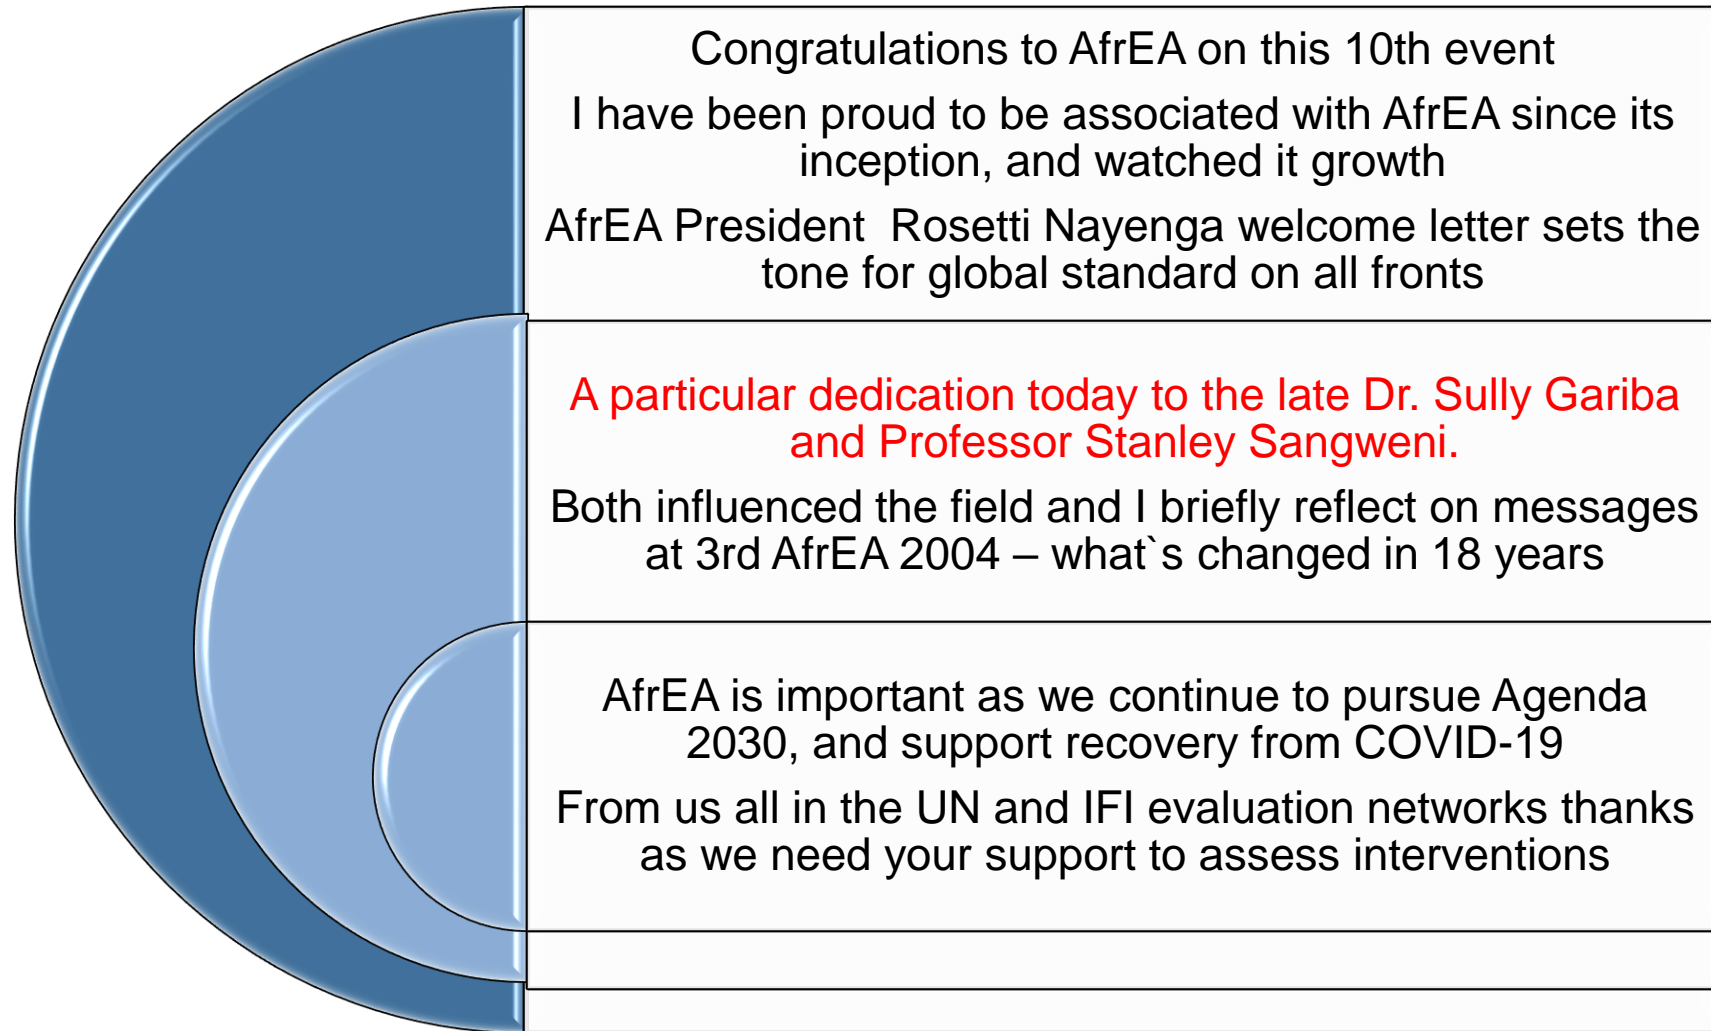 Congratulations to AfrEA on this 10th event
I have been proud to be associated with AfrEA since its
inception, and watched it growth
AfrEA President  Rosetti Nayenga welcome letter sets the
tone for global standard on all fronts
A particular dedication today to the late Dr. Sully Gariba
and Professor Stanley Sangweni.
Both influenced the field and I briefly reflect on messages
at 3rd AfrEA 2004 – what`s changed in 18 years
AfrEA is important as we continue to pursue Agenda
2030, and support recovery from COVID-19
From us all in the UN and IFI evaluation networks thanks
as we need your support to assess interventions